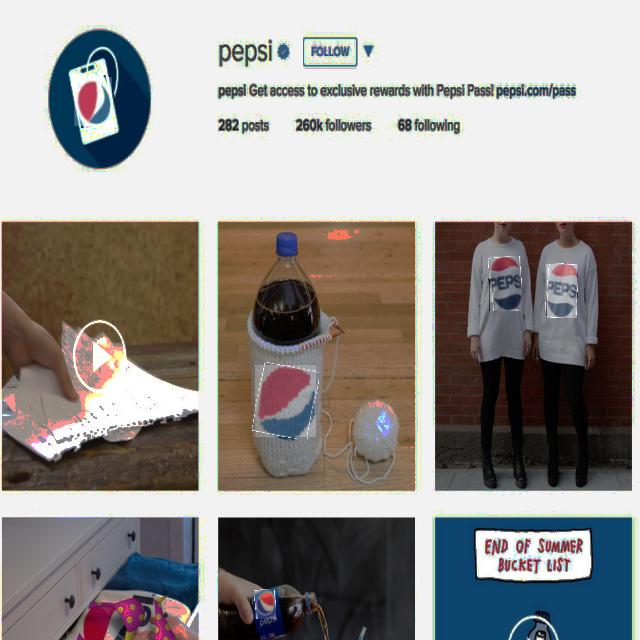 pepsi FOLLOW
pepsi Get access to exclusive rewards with Pepsi Pass! pepsi.com/pass
282 posts 260k followers 68 following
PEPSI PEPSI
END OF SUMMER
BUCKET LIST
pepsi